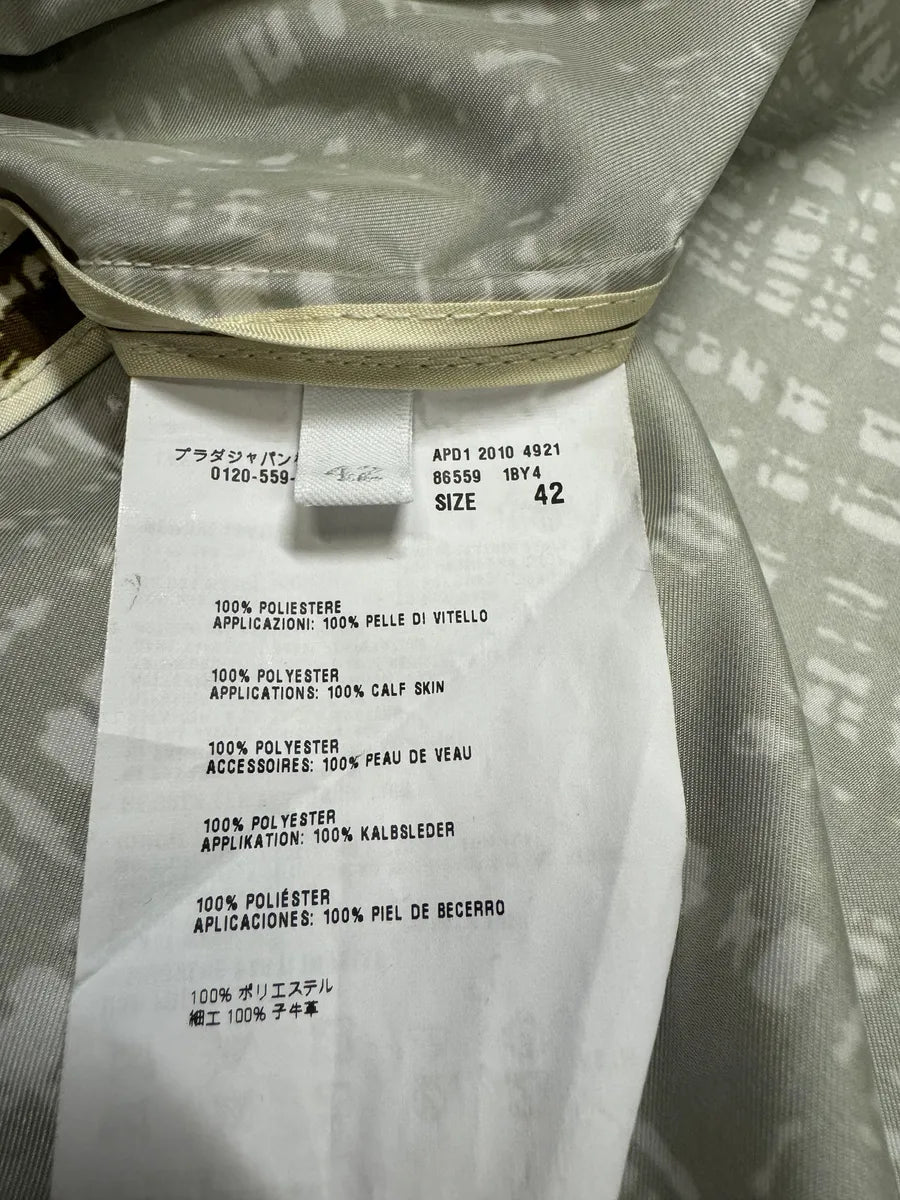 プラダジャパン
0120-559-
42
APD1 2010 4921
86559 1BY4
SIZE 42
100% POLIESTERE
APPLICAZIONI: 100% PELLE DI VITELLO
100% POLYESTER
APPLICATIONS: 100% CALF SKIN
100% POLYESTER
ACCESSOIRES: 100% PEAU DE VEAU
100% POLYESTER
APPLIKATION: 100% KALBSLEDER
100% POLIÉSTER
APLICACIONES: 100% PIEL DE BECERRO
100% ポリエステル
細工 100% 子牛革